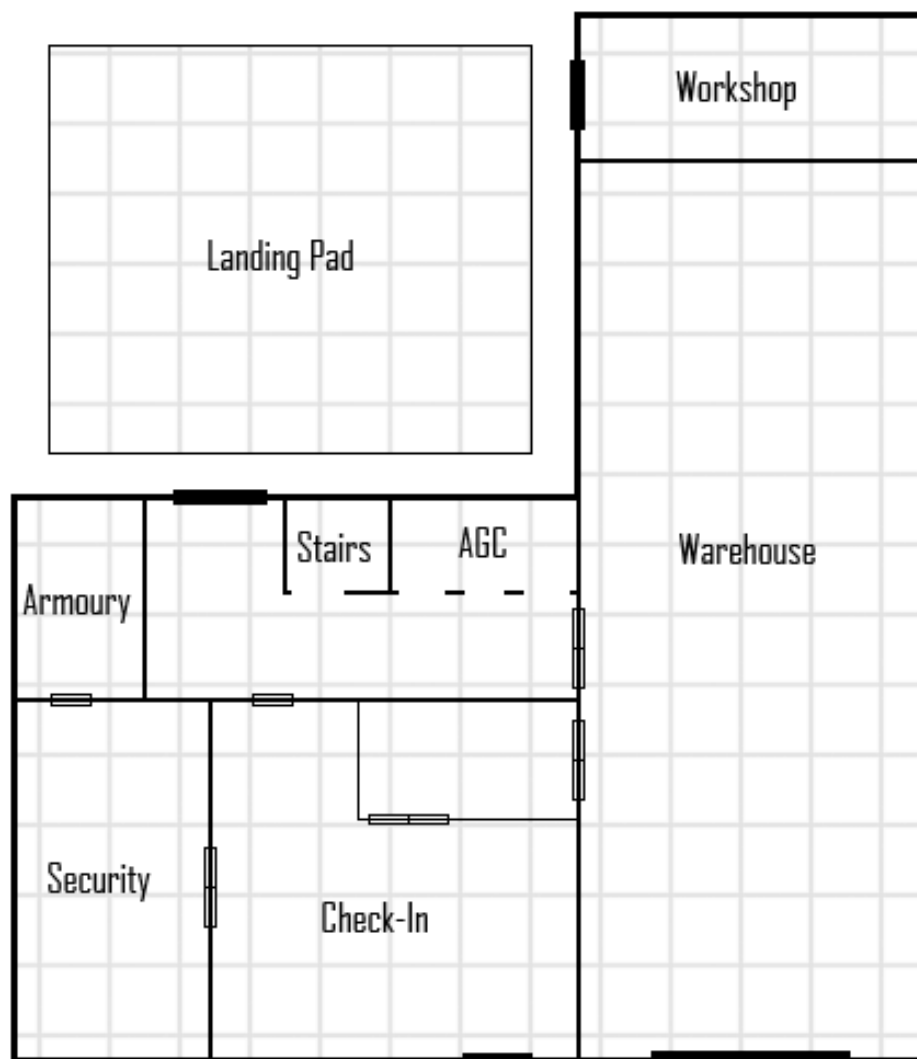 Workshop
Landing Pad
Stairs
AGC
Warehouse
Armoury
Security
Check-In